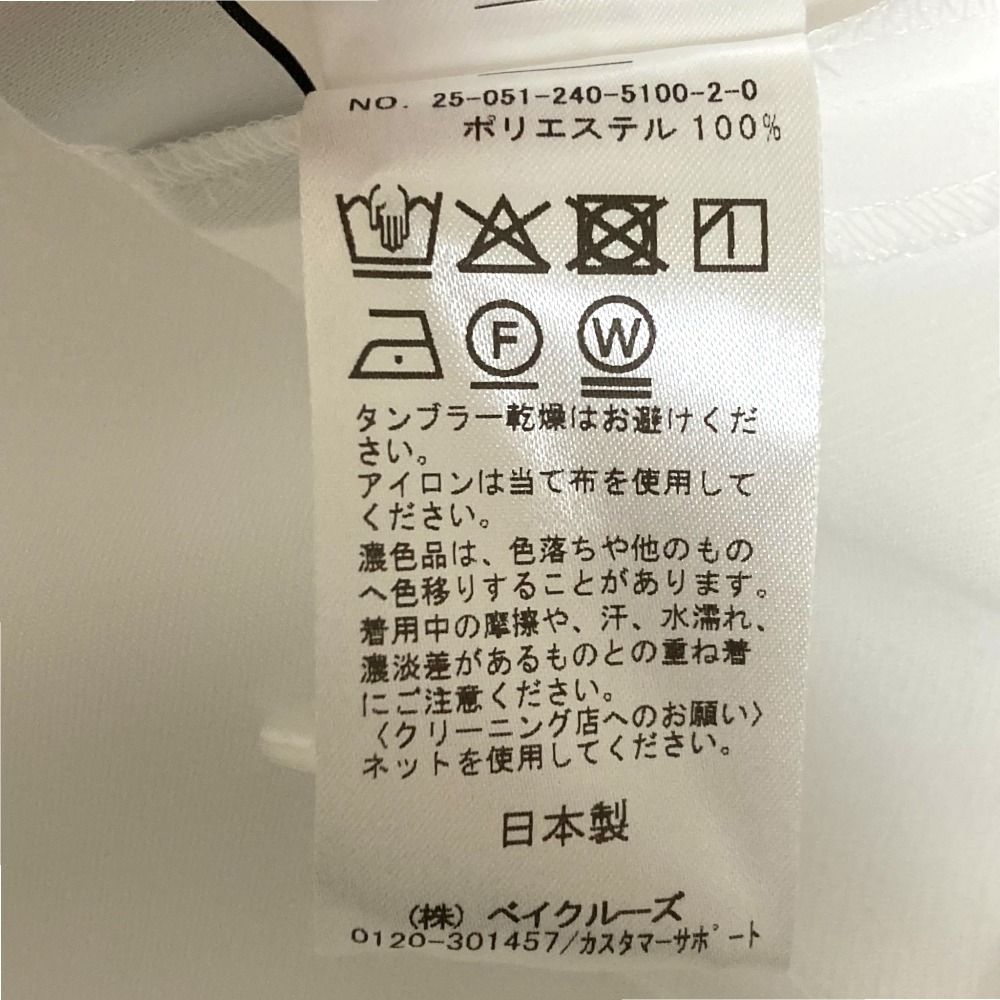 NO. 25-051-240-5100-2-0
ポリエステル 100%
F
W
タンブラー乾燥はお避けくだ
さい。
アイロンは当て布を使用して
ください。
濃色品は、色落ちや他のもの
へ色移りすることがあります。
着用中の摩擦や、汗、水濡れ、
濃淡差があるものとの重ね着
にご注意ください。
〈クリーニング店へのお願い〉
ネットを使用してください。
日本製
(株) ベイクルーズ
0120-301457/カスタマーサポート